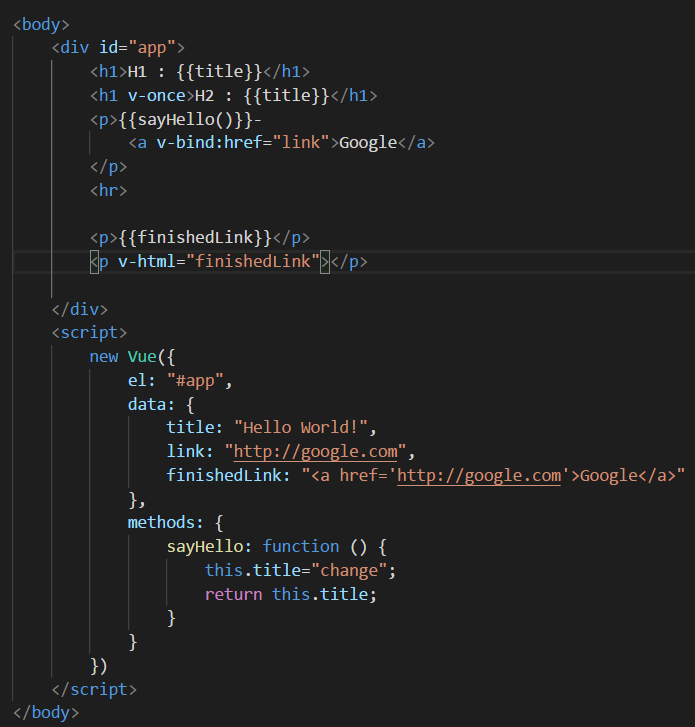 <body>
<div id="app">
<h1>H1 : {{title}}</h1>
<h1 v-once>H2 : {{title}}</h1>
<p>{{sayHello()}}-
<a v-bind:href="link">Google</a>
</p>
<hr>
<p>{{finishedLink}}</p>
<p v-html="finishedLink"></p>
</div>
<script>
new Vue({
el: "#app",
data: {
title: "Hello World!",
link: "http://google.com",
finishedLink: "<a href='http://google.com'>Google</a>"
},
methods: {
sayHello: function () {
this.title="change";
return this.title;
}
}
})
</script>
</body>